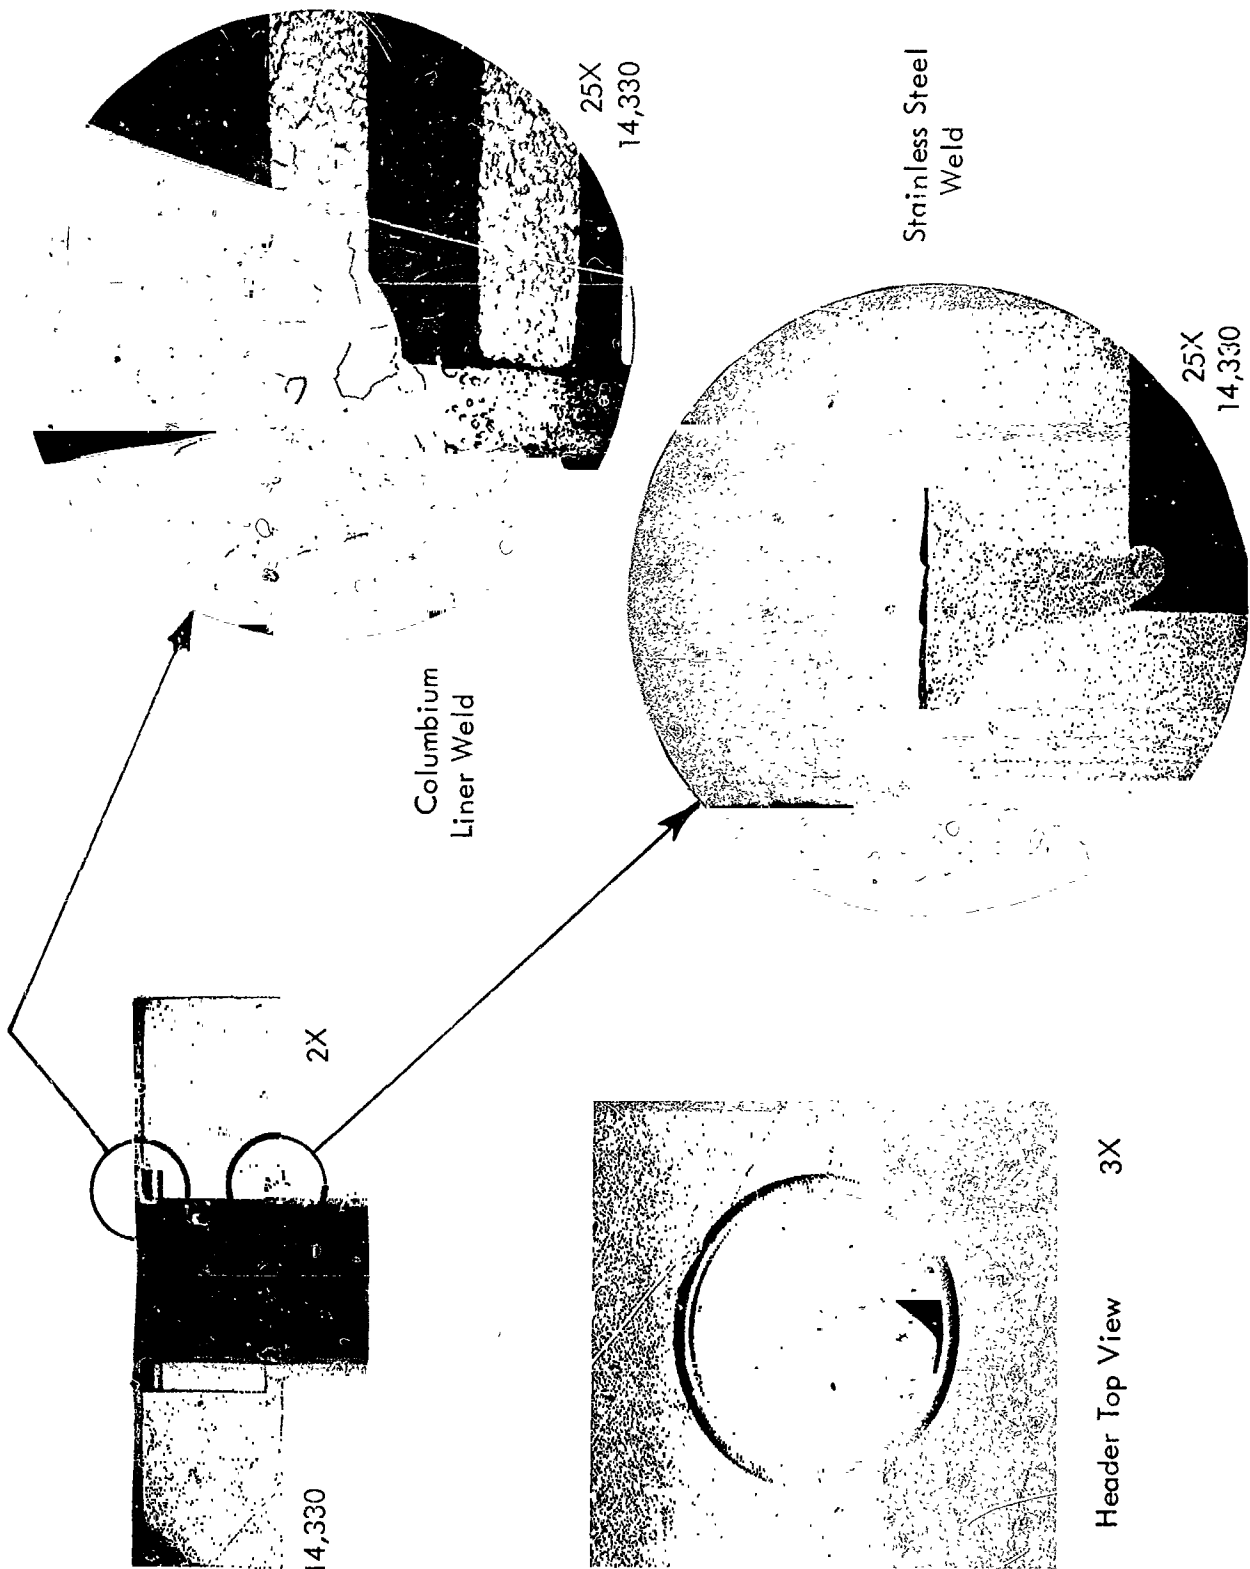 14,330
2X
Columbium
Liner Weld
25X
14,330
Header Top View
3X
Stainless Steel
Weld
25X
14,330